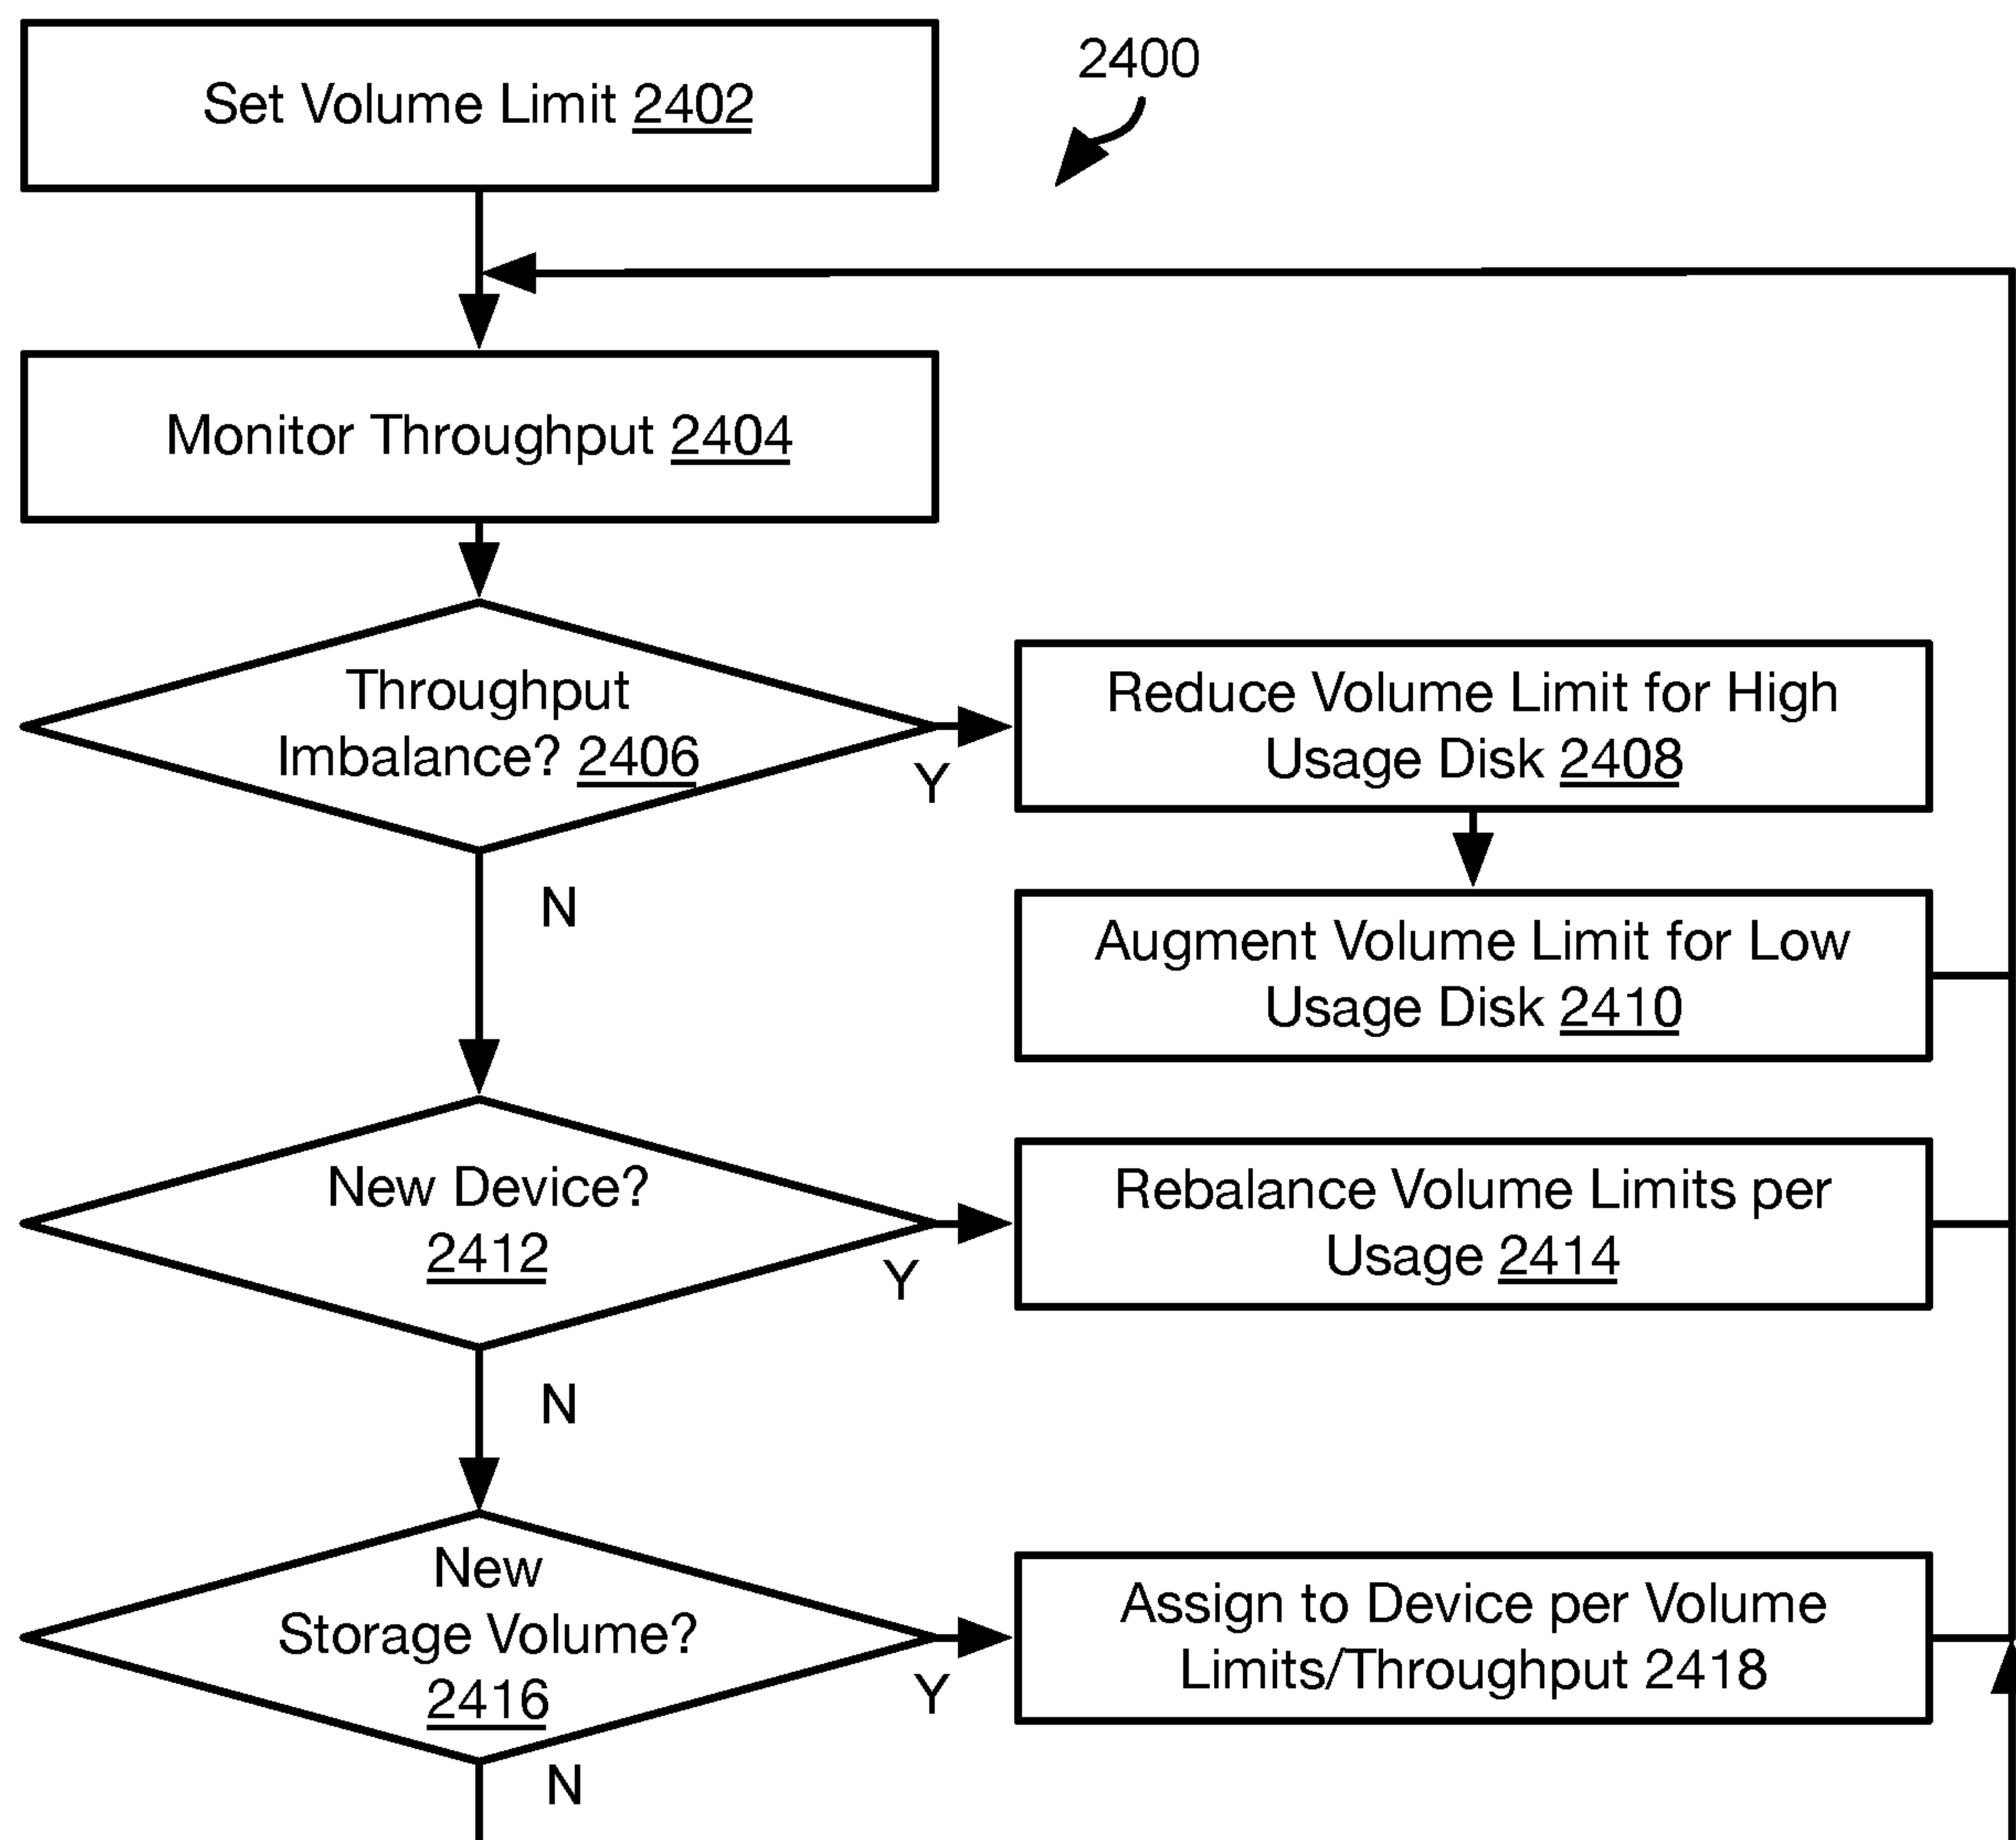 Set Volume Limit 2402
2400
Monitor Throughput 2404
Throughput
Imbalance? 2406
Y
N
Reduce Volume Limit for High
Usage Disk 2408
Augment Volume Limit for Low
Usage Disk 2410
New Device?
2412
Y
N
Rebalance Volume Limits per
Usage 2414
New
Storage Volume?
2416
Y
N
Assign to Device per Volume
Limits/Throughput 2418